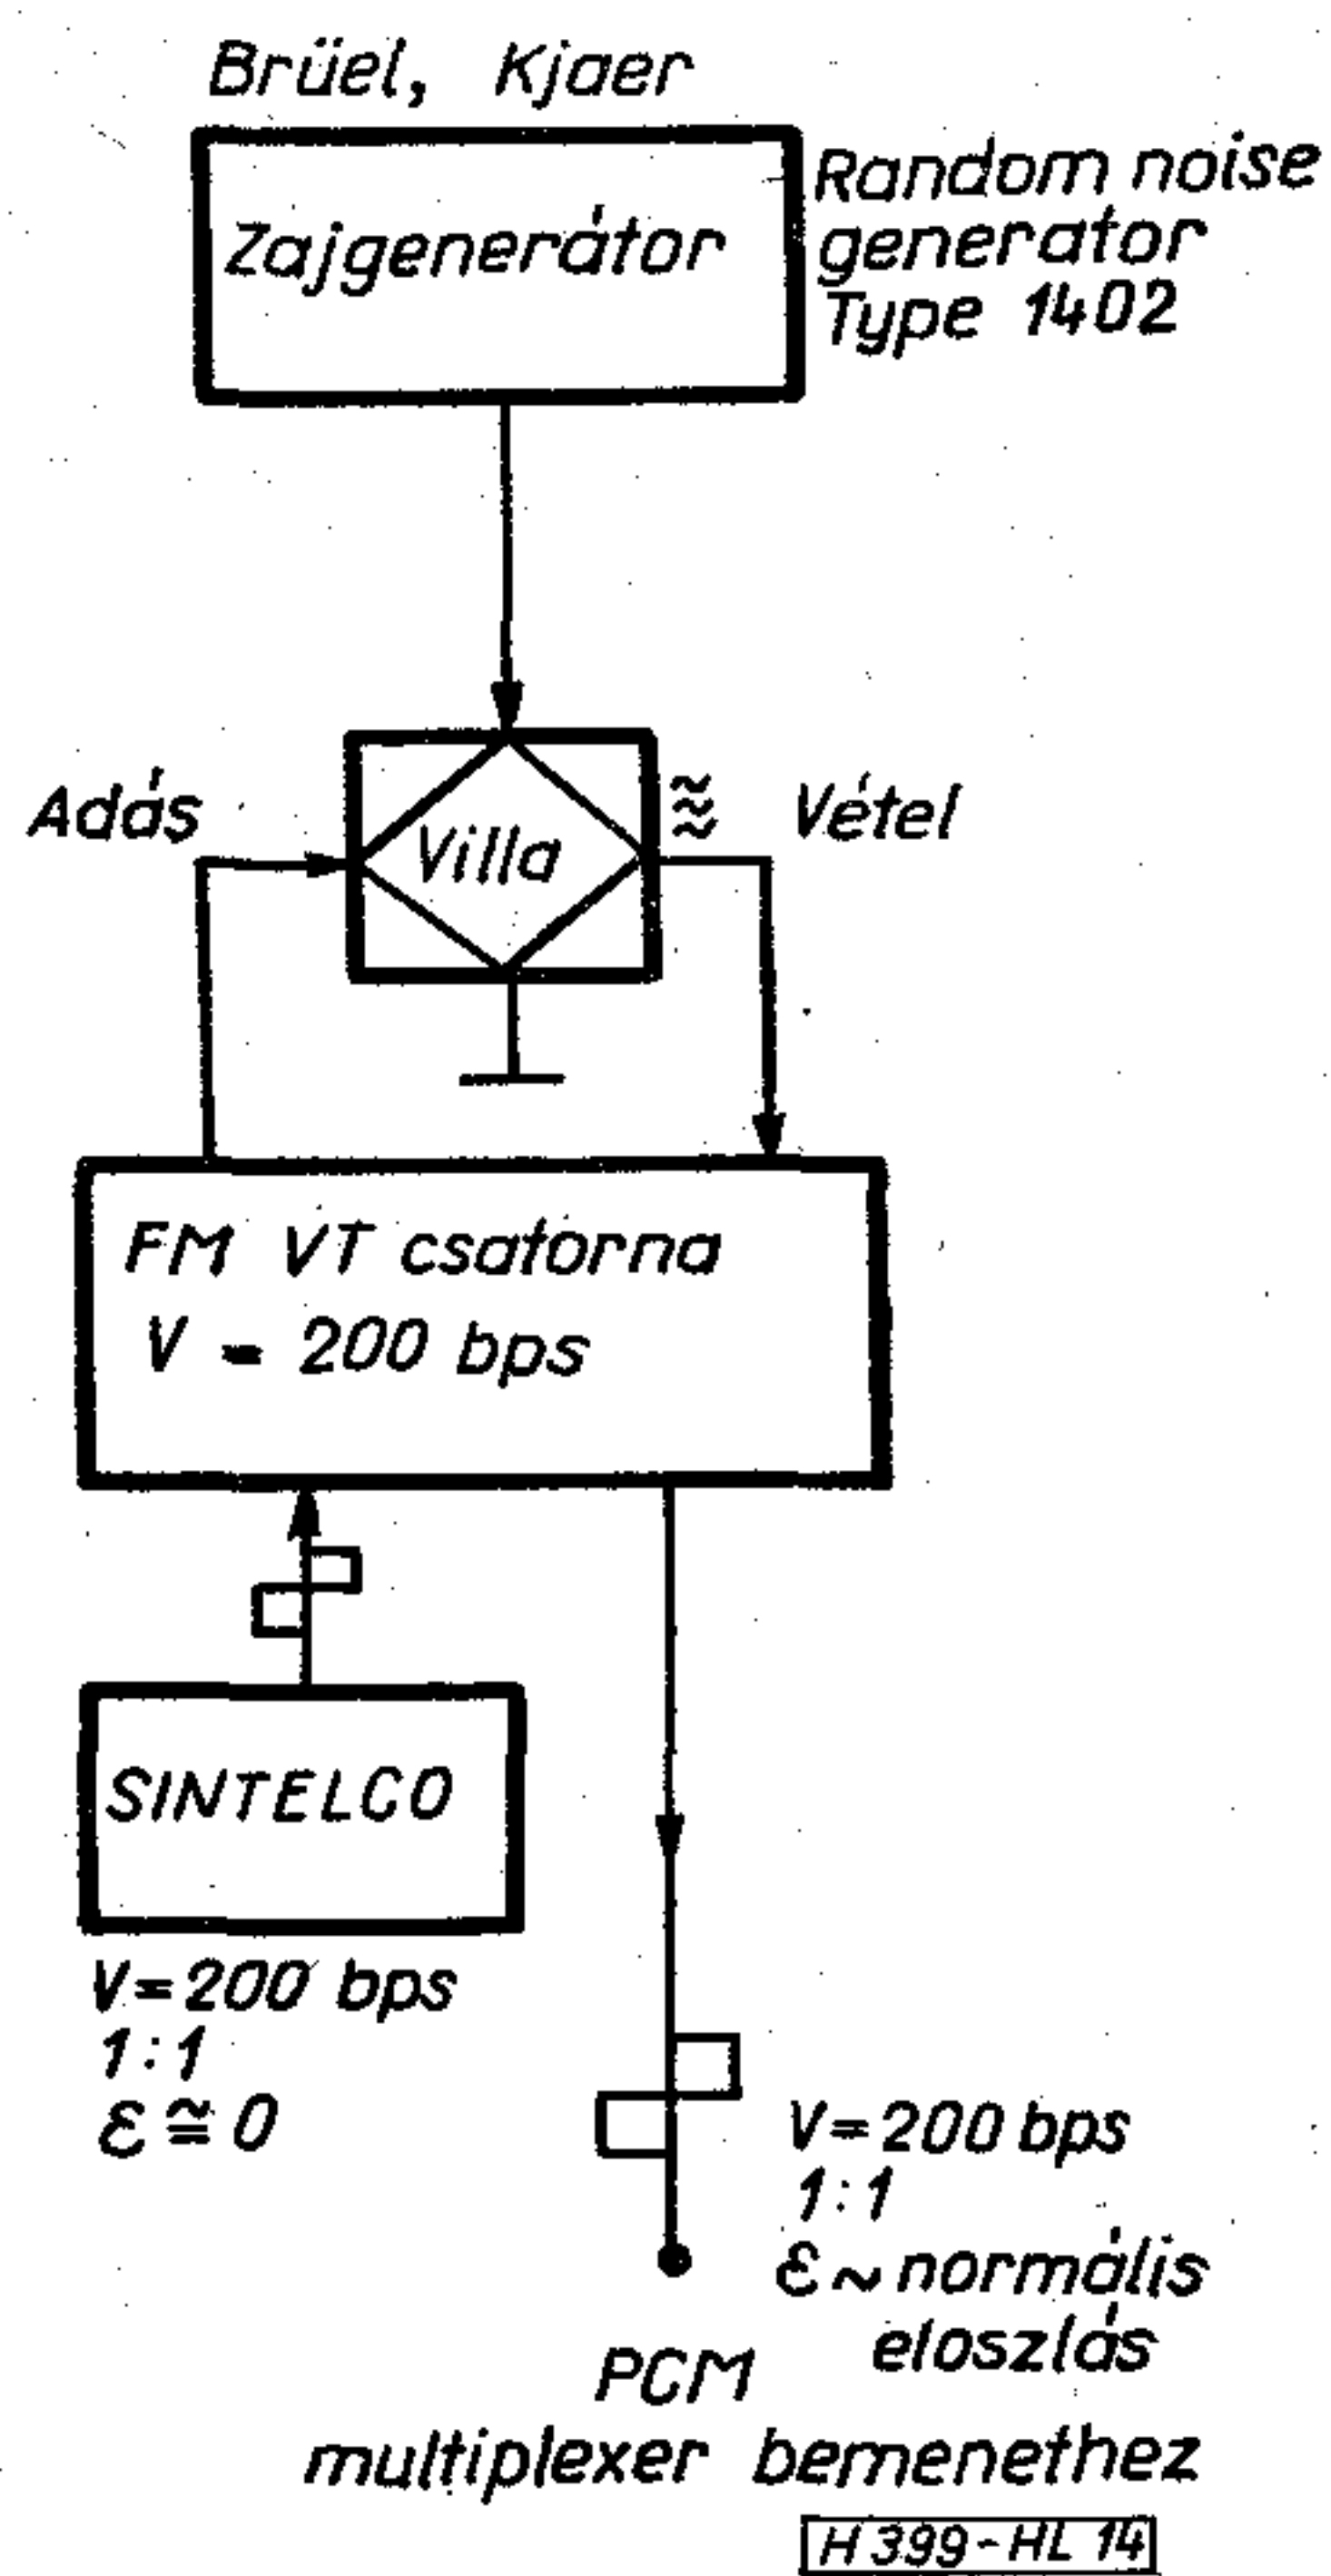 Brüel, Kjaer
Zajgenerátor
Random noise
generator
Type 1402
Adás
Villa
Vétel
FM VT csatorna
V = 200 bps
SINTELCO
V=200 bps
1:1
ε≅0
V=200 bps
1:1
ε~normális
eloszlás
PCM
multiplexer bemenethez
H 399-HL 14